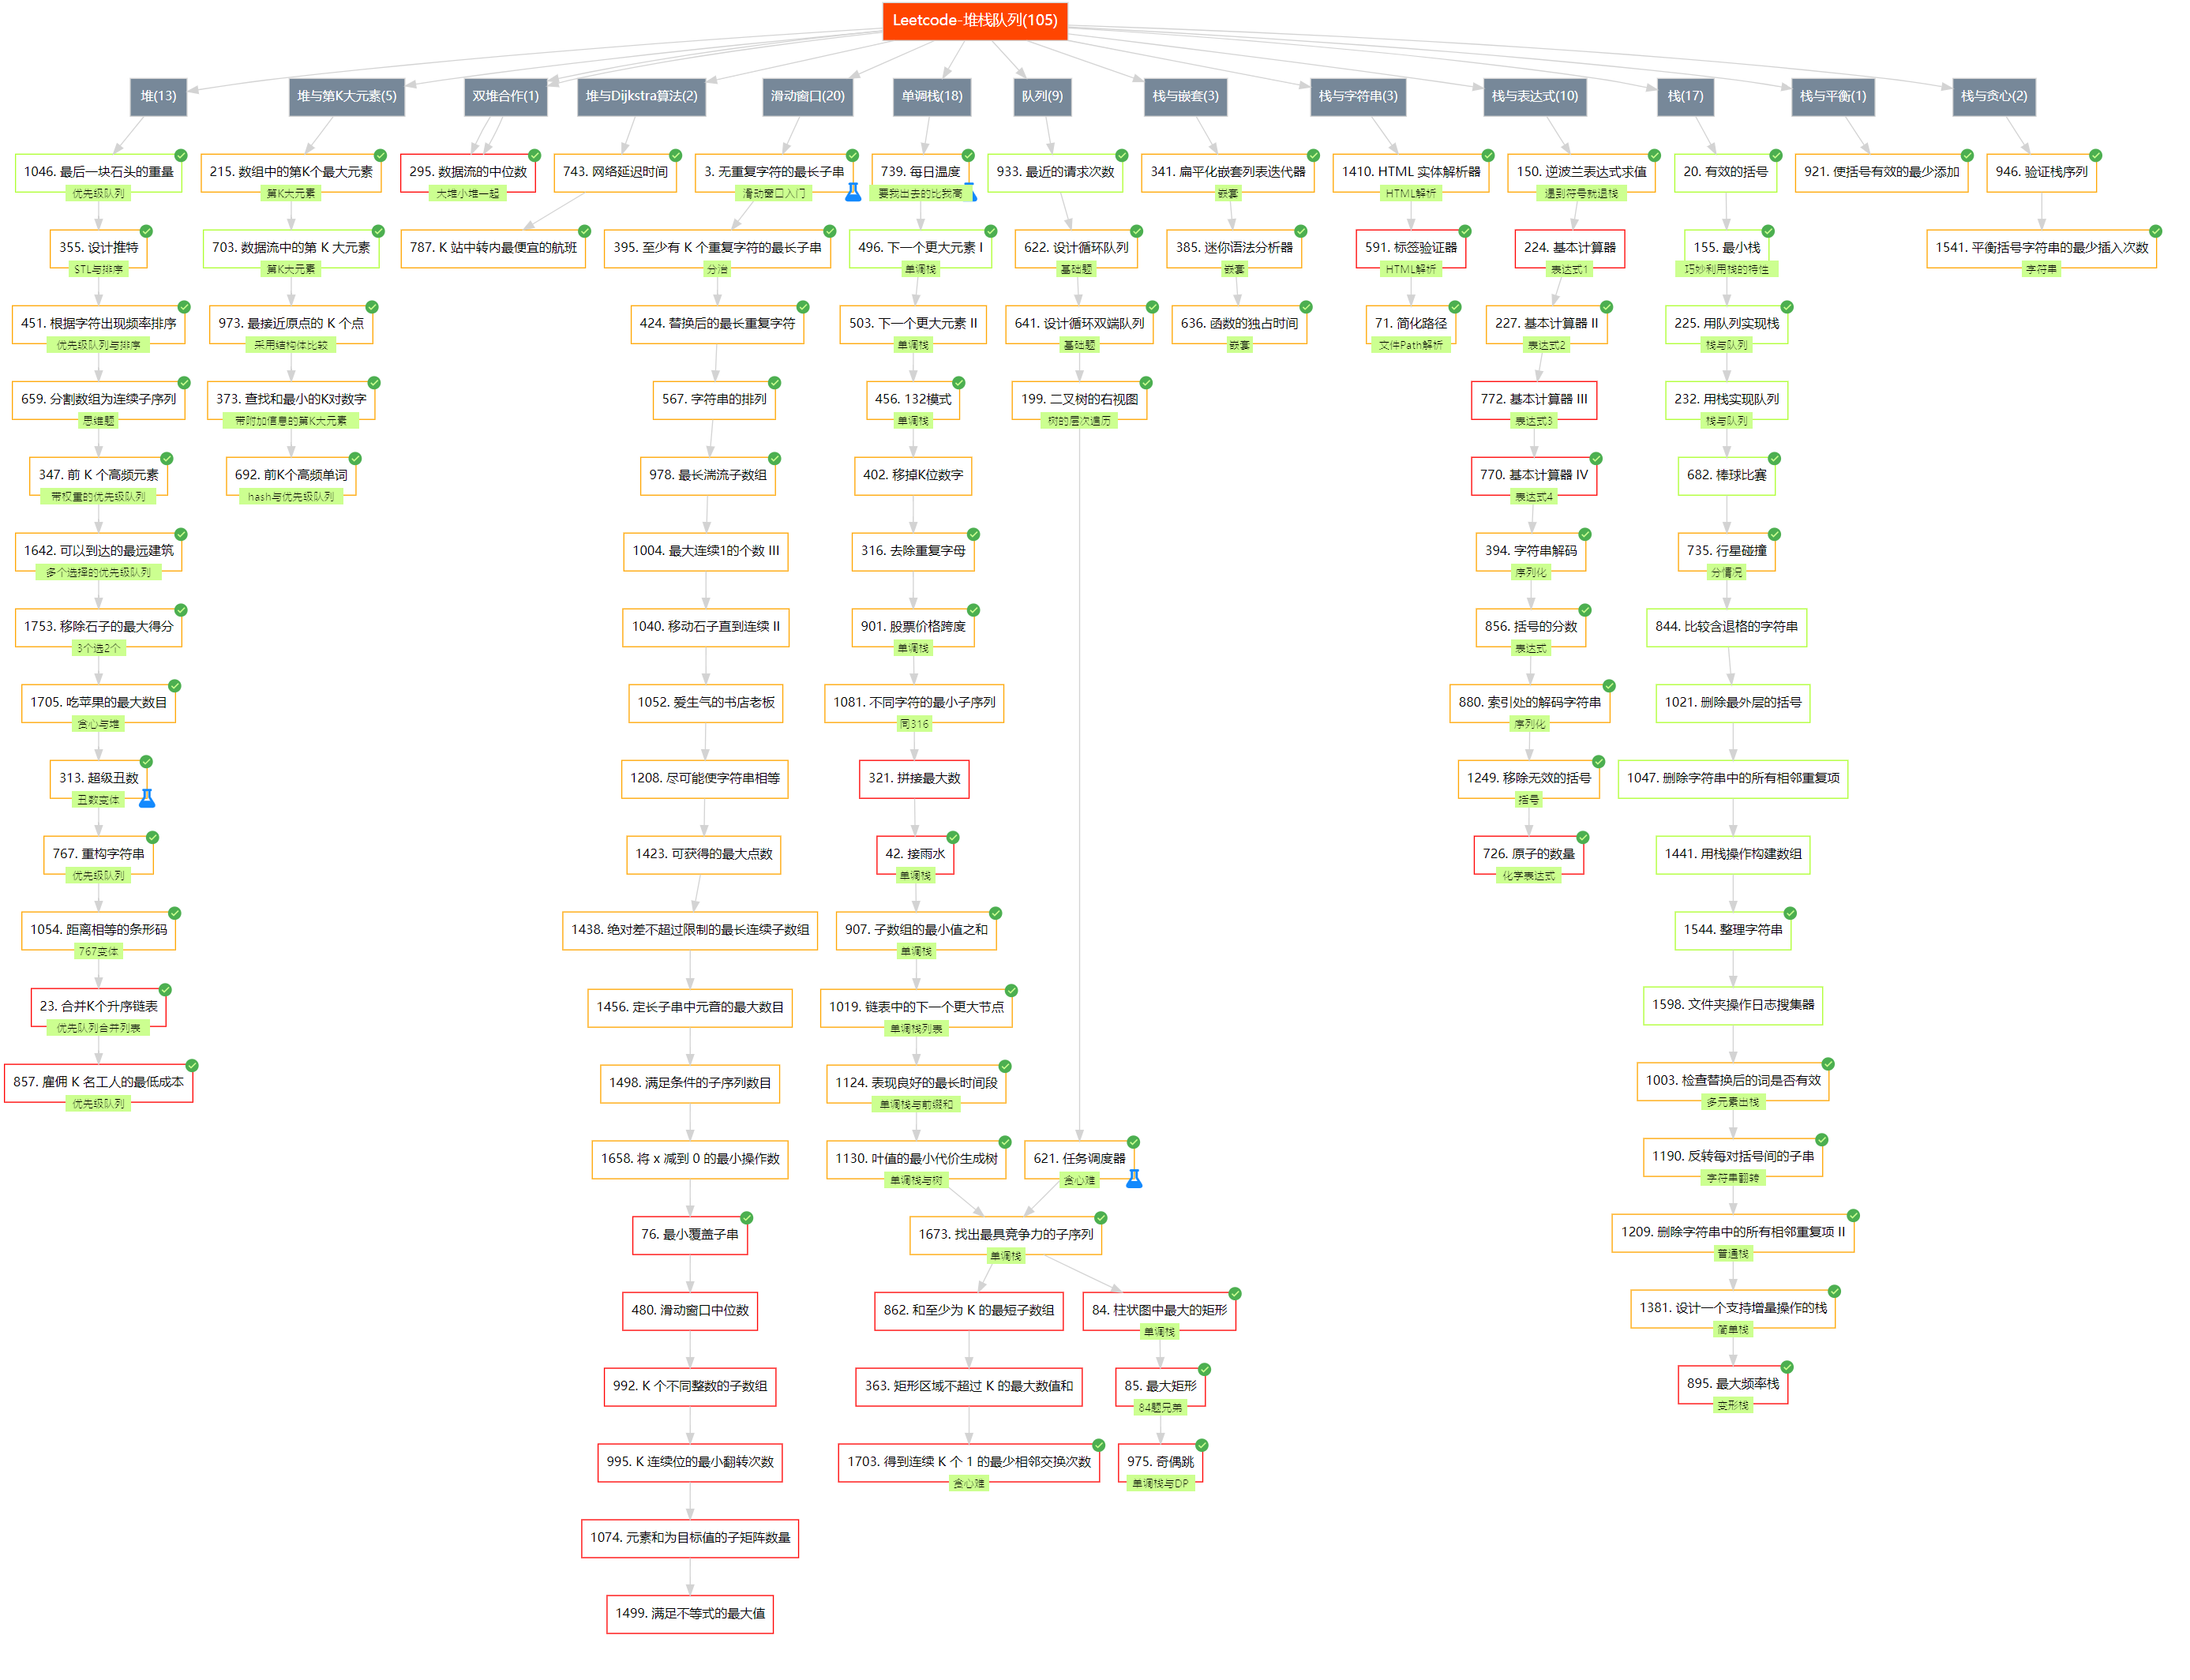 Leetcode-堆栈队列(105)
堆(13)
堆与第K大元素(5)
双堆合作(1)
堆与Dijkstra算法(2)
滑动窗口(20)
单调栈(18)
队列(9)
栈与嵌套(3)
栈与字符串(3)
栈与表达式(10)
栈(17)
栈与平衡(1)
栈与贪心(2)
1046. 最后一块石头的重量
优先级队列
355. 设计推特
STL与排序
451. 根据字符出现频率排序
优先级队列与排序
659. 分割数组为连续子序列
思维题
347. 前 K 个高频元素
带权重的优先级队列
1642. 可以到达的最远建筑
多个选择的优先级队列
1753. 移除石子的最大得分
3个选2个
1705. 吃苹果的最大数目
贪心与堆
313. 超级丑数
丑数变体
767. 重构字符串
优先级队列
1054. 距离相等的条形码
767变体
23. 合并K个升序链表
优先队列合并列表
857. 雇佣 K 名工人的最低成本
优先级队列
215. 数组中的第K个最大元素
第K大元素
703. 数据流中的第 K 大元素
第K大元素
973. 最接近原点的 K 个点
采用结构体比较
373. 查找和最小的K对数字
带附加信息的第K大元素
692. 前K个高频单词
hash与优先级队列
295. 数据流的中位数
大堆小堆一起
743. 网络延迟时间
787. K 站中转内最便宜的航班
3. 无重复字符的最长子串
滑动窗口入门
395. 至少有 K 个重复字符的最长子串
分治
424. 替换后的最长重复字符
567. 字符串的排列
978. 最长湍流子数组
1004. 最大连续1的个数 III
1040. 移动石子直到连续 II
1052. 爱生气的书店老板
1208. 尽可能使字符串相等
1423. 可获得的最大点数
1438. 绝对差不超过限制的最长连续子数组
1456. 定长子串中元音的最大数目
1498. 满足条件的子序列数目
1658. 将 x 减到 0 的最小操作数
76. 最小覆盖子串
480. 滑动窗口中位数
992. K 个不同整数的子数组
995. K 连续位的最小翻转次数
1074. 元素和为目标值的子矩阵数量
1499. 满足不等式的最大值
739. 每日温度
要找出去的比我高
496. 下一个更大元素 I
单调栈
503. 下一个更大元素 II
单调栈
456. 132模式
单调栈
402. 移掉K位数字
316. 去除重复字母
901. 股票价格跨度
单调栈
1081. 不同字符的最小子序列
同316
321. 拼接最大数
42. 接雨水
单调栈
907. 子数组的最小值之和
单调栈
1019. 链表中的下一个更大节点
单调栈列表
1124. 表现良好的最长时间段
单调栈与前缀和
1130. 叶值的最小代价生成树
单调栈与树
1673. 找出最具竞争力的子序列
单调栈
862. 和至少为 K 的最短子数组
363. 矩形区域不超过 K 的最大数值和
1703. 得到连续 K 个 1 的最少相邻交换次数
贪心难
84. 柱状图中最大的矩形
单调栈
85. 最大矩形
84题兄弟
975. 奇偶跳
单调栈与DP
933. 最近的请求次数
622. 设计循环队列
基础题
641. 设计循环双端队列
基础题
199. 二叉树的右视图
树的层次遍历
621. 任务调度器
贪心难
341. 扁平化嵌套列表迭代器
嵌套
385. 迷你语法分析器
嵌套
636. 函数的独占时间
嵌套
1410. HTML 实体解析器
HTML解析
591. 标签验证器
HTML解析
71. 简化路径
文件Path解析
150. 逆波兰表达式求值
遇到符号就退栈
224. 基本计算器
表达式1
227. 基本计算器 II
表达式2
772. 基本计算器 III
表达式3
770. 基本计算器 IV
表达式4
394. 字符串解码
序列化
856. 括号的分数
表达式
880. 索引处的解码字符串
序列化
1249. 移除无效的括号
括号
726. 原子的数量
化学表达式
20. 有效的括号
155. 最小栈
巧妙利用栈的特性
225. 用队列实现栈
栈与队列
232. 用栈实现队列
栈与队列
682. 棒球比赛
735. 行星碰撞
分情况
844. 比较含退格的字符串
1021. 删除最外层的括号
1047. 删除字符串中的所有相邻重复项
1441. 用栈操作构建数组
1544. 整理字符串
1598. 文件夹操作日志搜集器
1003. 检查替换后的词是否有效
多元素出栈
1190. 反转每对括号间的子串
字符串翻转
1209. 删除字符串中的所有相邻重复项 II
普通栈
1381. 设计一个支持增量操作的栈
简单栈
895. 最大频率栈
变形栈
921. 使括号有效的最少添加
946. 验证栈序列
1541. 平衡括号字符串的最少插入次数
字符串